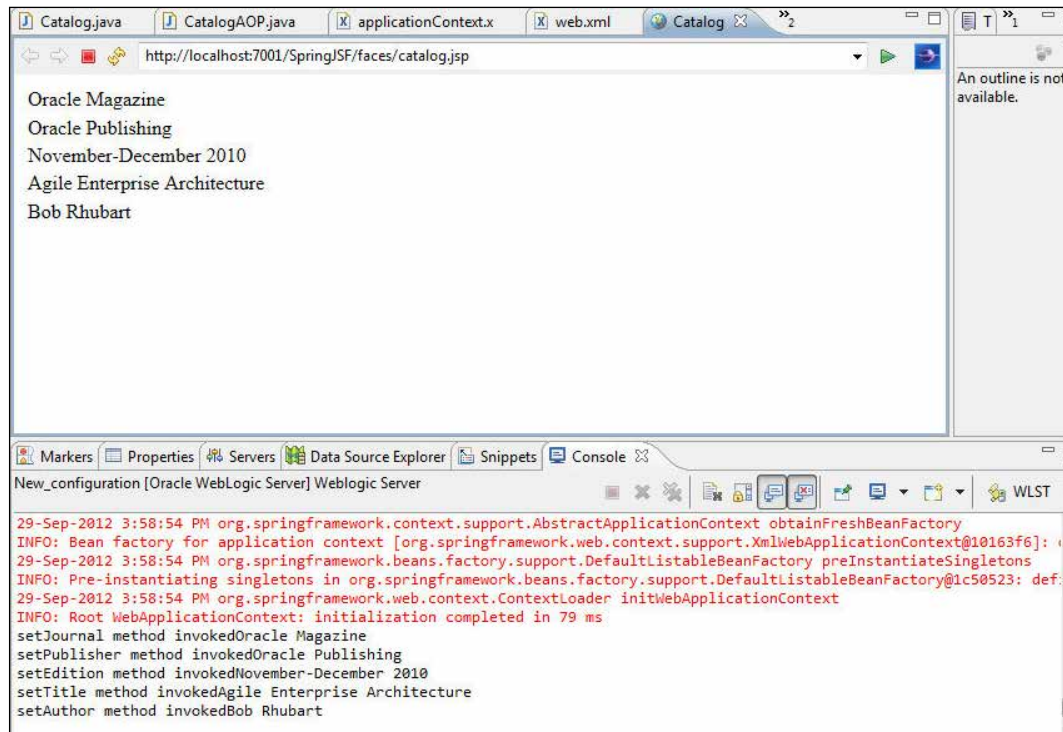 Catalog.java CatalogAOP.java applicationContext.x web.xml Catalog »2 T »1
http://localhost:7001/SpringJSF/faces/catalog.jsp
An outline is not
available.
Oracle Magazine
Oracle Publishing
November-December 2010
Agile Enterprise Architecture
Bob Rhubart
Markers Properties Servers Data Source Explorer Snippets Console
New_configuration [Oracle WebLogic Server] Weblogic Server WLST
29-Sep-2012 3:58:54 PM org.springframework.context.support.AbstractApplicationContext obtainFreshBeanFactory
INFO: Bean factory for application context [org.springframework.web.context.support.XmlWebApplicationContext@10163f6]:
29-Sep-2012 3:58:54 PM org.springframework.beans.factory.support.DefaultListableBeanFactory preInstantiateSingletons
INFO: Pre-instantiating singletons in org.springframework.beans.factory.support.DefaultListableBeanFactory@1c50523: def
29-Sep-2012 3:58:54 PM org.springframework.web.context.ContextLoader initWebApplicationContext
INFO: Root WebApplicationContext: initialization completed in 79 ms
setJournal method invokedOracle Magazine
setPublisher method invokedOracle Publishing
setEdition method invokedNovember-December 2010
setTitle method invokedAgile Enterprise Architecture
setAuthor method invokedBob Rhubart